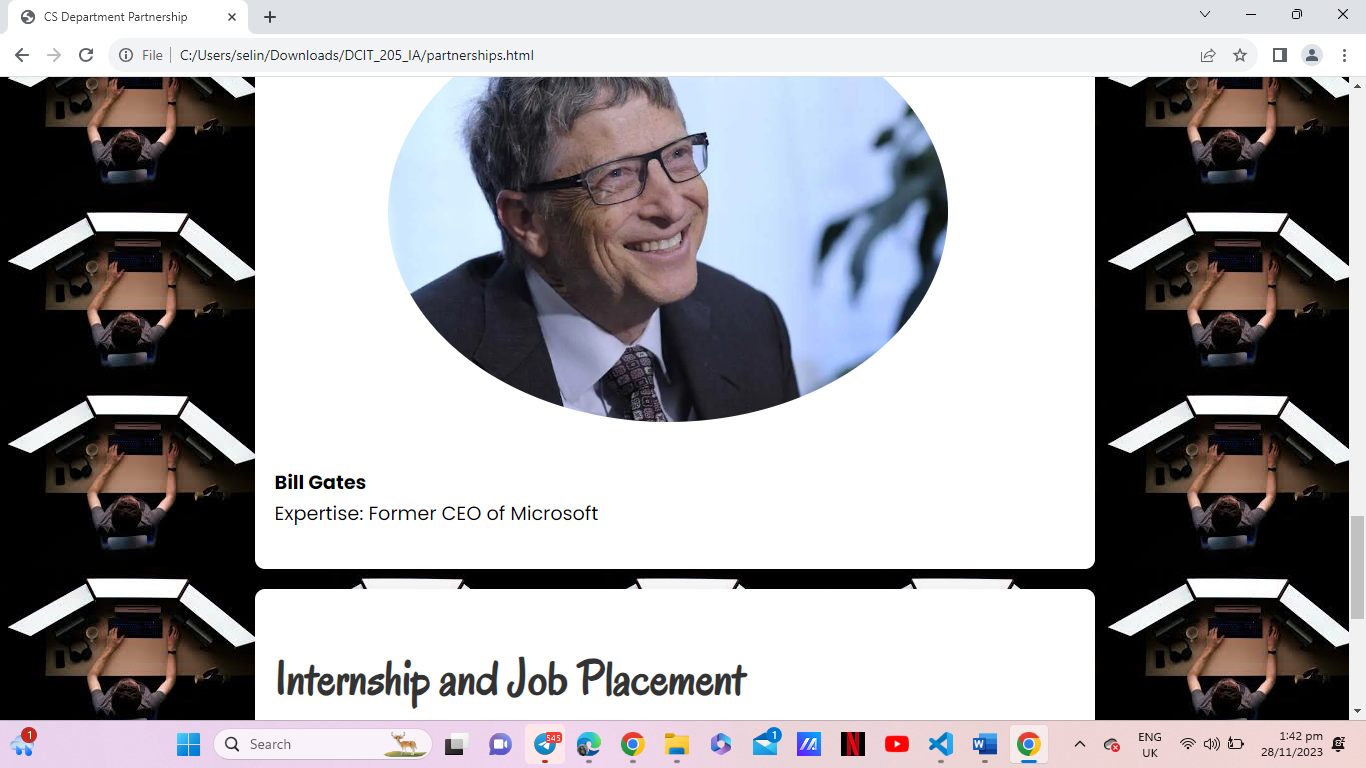 CS Department Partnership
File
C:/Users/selin/Downloads/DCIT_205_IA/partnerships.html
Bill Gates
Expertise: Former CEO of Microsoft
Internship and Job Placement
1
Search
545
1
N
W
ENG
UK
1:42 pm
28/11/2023